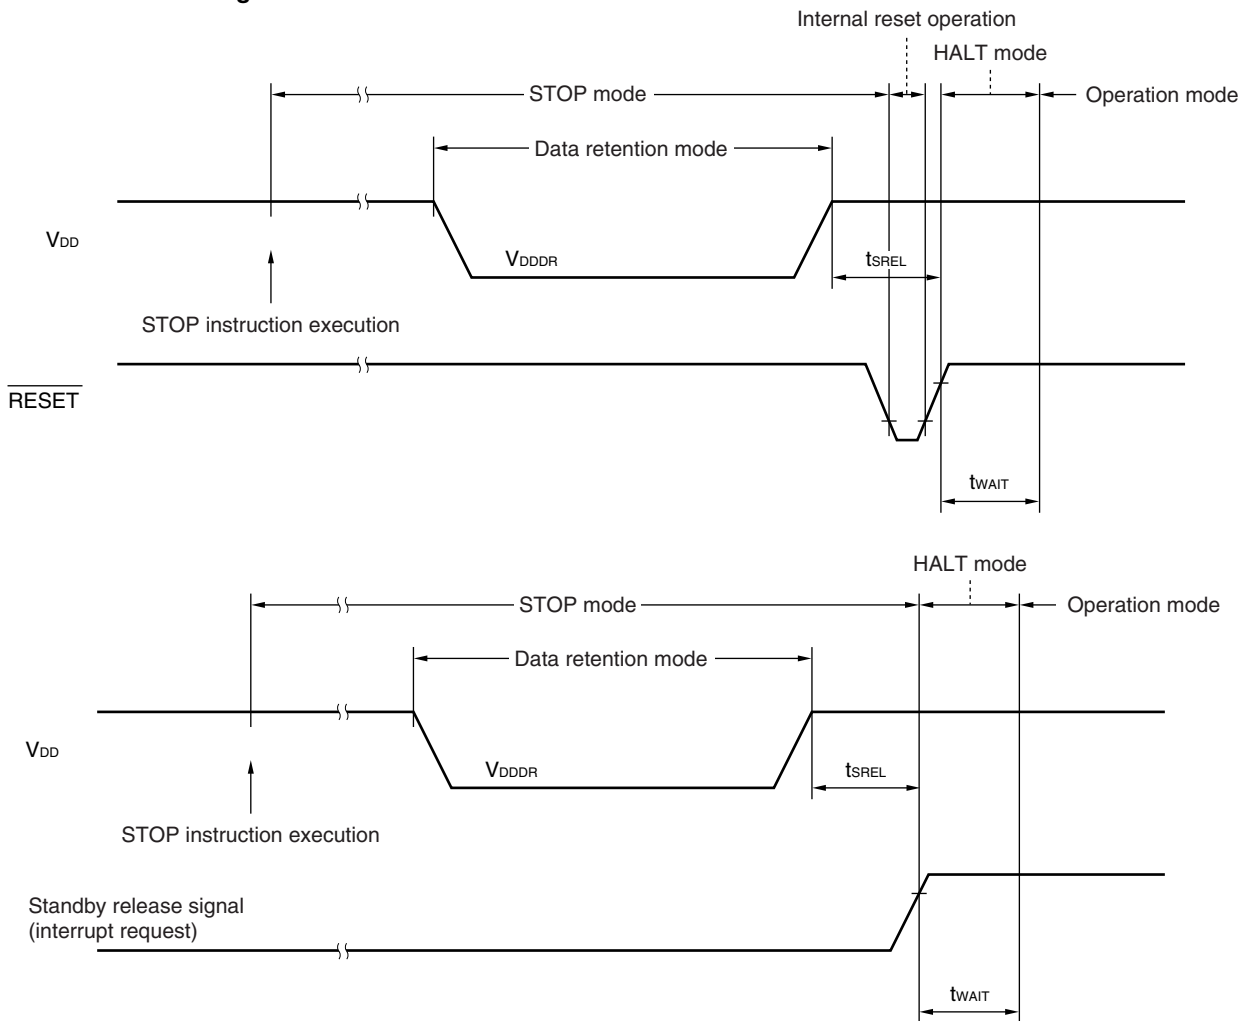 Internal reset operation
HALT mode
STOP mode
Operation mode
Data retention mode
VDD
VDDDR
tSREL
STOP instruction execution
RESET
tWAIT
HALT mode
STOP mode
Operation mode
Data retention mode
VDD
VDDDR
tSREL
STOP instruction execution
Standby release signal
(interrupt request)
tWAIT